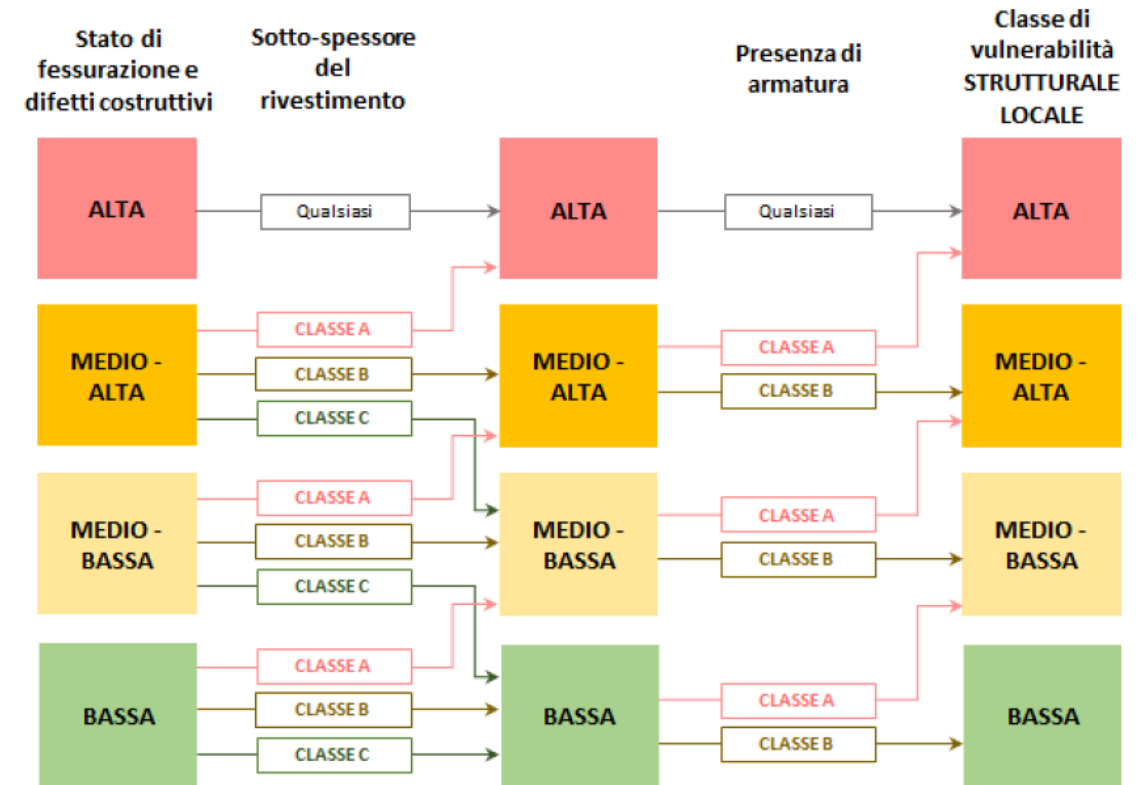 Stato di
fessurazione e
difetti costruttivi
Sotto-spessore
del
rivestimento
Presenza di
armatura
Classe di
vulnerabilità
STRUTTURALE
LOCALE
ALTA
Qualsiasi
ALTA
Qualsiasi
ALTA
MEDIO -
ALTA
CLASSE A
CLASSE B
CLASSE C
MEDIO -
ALTA
CLASSE A
CLASSE B
MEDIO -
ALTA
MEDIO -
BASSA
CLASSE A
CLASSE B
CLASSE C
MEDIO -
BASSA
CLASSE A
CLASSE B
MEDIO -
BASSA
BASSA
CLASSE A
CLASSE B
CLASSE C
BASSA
CLASSE A
CLASSE B
BASSA